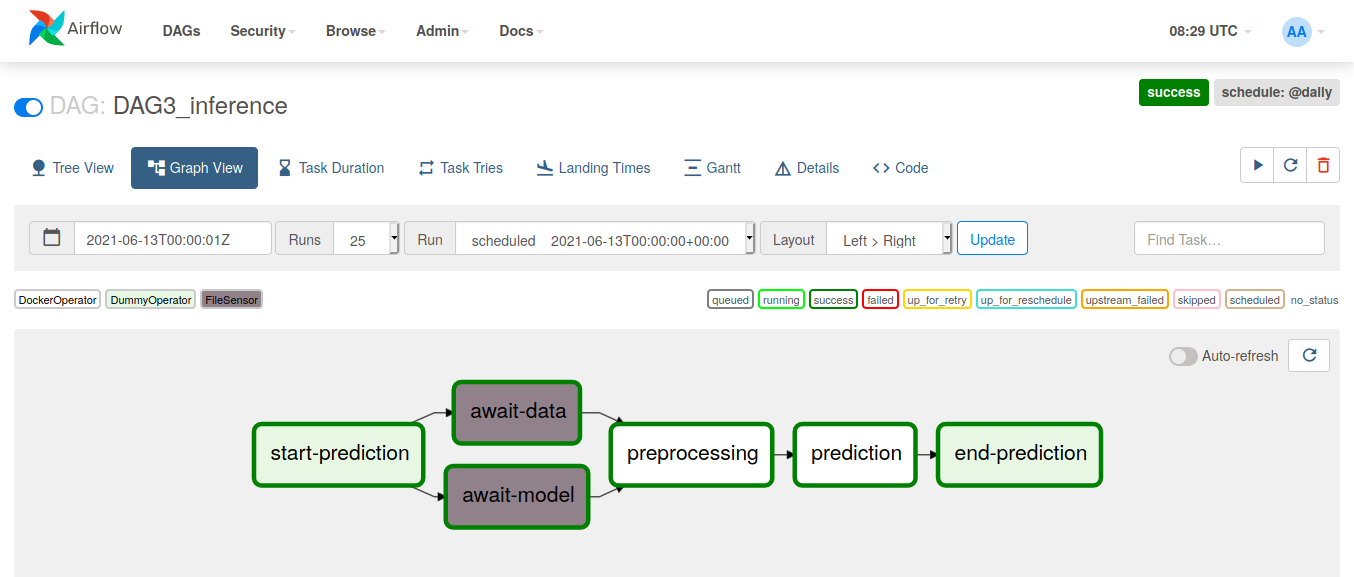 Airflow DAGs Security Browse Admin Docs 08:29 UTC AA
DAG: DAG3_inference success schedule: @daily
Tree View Graph View Task Duration Task Tries Landing Times Gantt Details Code
2021-06-13T00:00:01Z Runs 25 Run scheduled 2021-06-13T00:00:00+00:00 Layout Left > Right Update Find Task…
DockerOperator DummyOperator FileSensor queued running success failed up_for_retry up_for_reschedule upstream_failed skipped scheduled no_status
Auto-refresh
await-data
start-prediction preprocessing prediction end-prediction
await-model